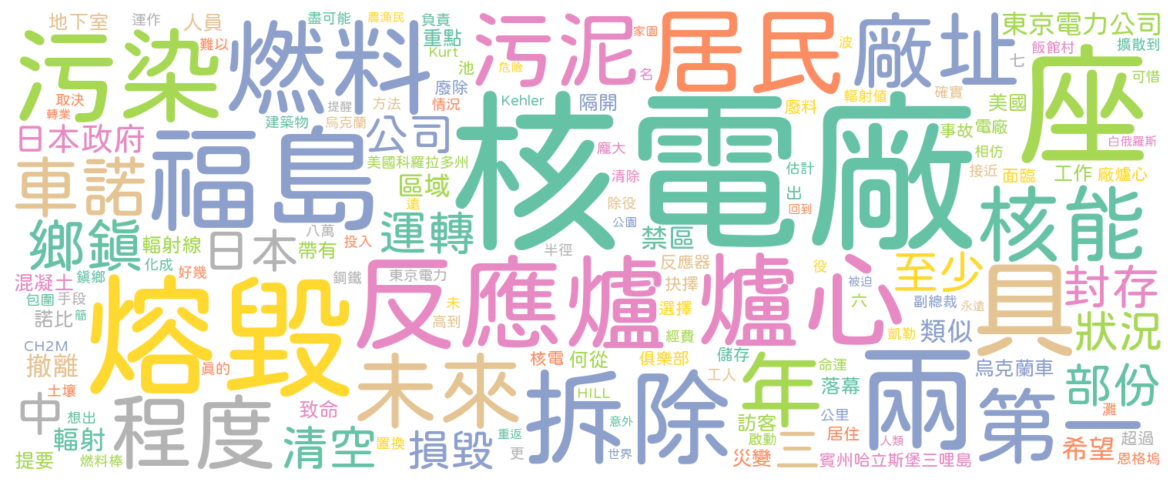 地下室 運作 人員 盡可能 農漁民 負責 污泥 家園 居民 波 廠址 七 東京電力公司
污染 難以 燃料 重點 Kurt 池 危險 名 飯館村 擴散到
取決 轉業 提醒 方法 情況 廢除 Kehler 隔開 廢料 輻射值 確實 美國 座 可惜
日本政府 建築物 烏克蘭 公司 核電廠 事故 電廠 白俄羅斯
車諾 福島 美國科羅拉多州 龐大 估計 相仿
區域 清除 接近 面臨 工作 廠爐心
遠 除役 出 回到 公園
鄉鎮 輻射線 日本 八萬 帶有 投入 運轉 禁區 半徑 核能
混凝土 鎮鄉 化成 好幾 鋼鐵 東京電力 反應爐 反應器 爐心 役 至少 具 封存
包圍 手段 熔毀 未 高到 抉擇 選擇 被迫 六 副總裁 永遠
諾比 簡 經費 凱勒 類似 狀況
CH2M 撤離 真的 未來 核電 何從 俱樂部 儲存 年 命運 烏克蘭車
土壤 HILL 拆除 工人 落幕 兩 第一 部份
中 想出 程度 致命 意外 訪客 公里 灘
輻射 清空 置換 損毀 重返 更 啟動 居住 人類 希望 超過
提要 燃料棒 世界 災變 三 賓州哈立斯堡三哩島 恩格塢